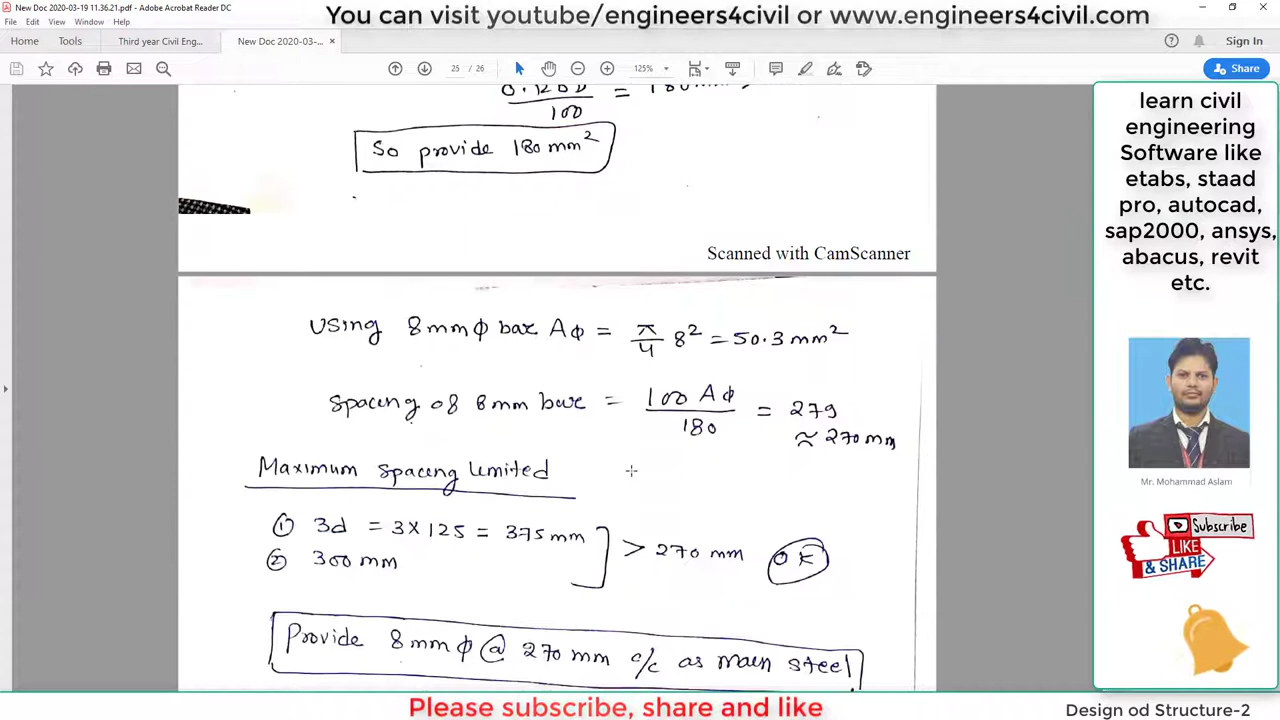 New Doc 2020-03-19 11.36.21.pdf - Adobe Acrobat Reader DC
You can visit youtube/engineers4civil or www.engineers4civil.com
File Edit View Window Help
Home Tools Third year Civil Eng... New Doc 2020-03-... × ? Sign In
25 / 26 125% Share
0.12bD
100
So provide 180 mm²
Scanned with CamScanner
Using 8mmϕ bar Aϕ = π/4 8² = 50.3 mm²
Spacing of 8 mm bar = 100 Aϕ / 180 = 279
≈ 270 mm
Maximum spacing limited
① 3d = 3×125 = 375 mm
② 300 mm
> 270 mm OK
Provide 8mm ϕ @ 270 mm c/c as main steel
learn civil
engineering
Software like
etabs, staad
pro, autocad,
sap2000, ansys,
abacus, revit
etc.
Mr. Mohammad Aslam
Subscribe
LIKE
& SHARE
Please subscribe, share and like
Design od Structure-2